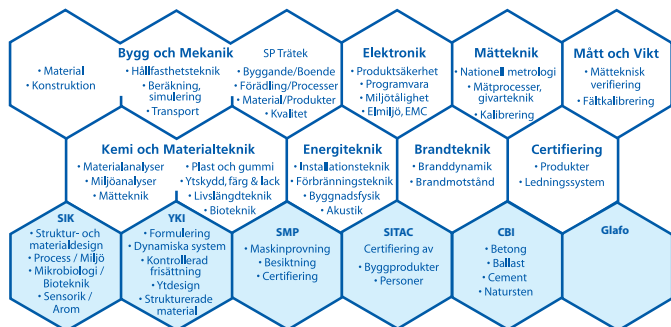 Bygg och Mekanik
• Material
• Konstruktion
• Hållfasthetsteknik
• Beräkning,
simulering
• Transport
SP Trätek
• Byggande/Boende
• Förädling/Processer
• Material/Produkter
• Kvalitet
Elektronik
• Produktsäkerhet
• Programvara
• Miljötålighet
• Elmiljö, EMC
Mätteknik
• Nationell metrologi
• Mätprocesser,
givarteknik
• Kalibrering
Mått och Vikt
• Mätteknisk
verifiering
• Fältkalibrering
Kemi och Materialteknik
• Materialanalyser
• Miljöanalyser
• Mätteknik
• Plast och gummi
• Ytskydd, färg & lack
• Livslängdteknik
• Bioteknik
Energiteknik
• Installationsteknik
• Förbränningsteknik
• Byggnadsfysik
• Akustik
Brandteknik
• Branddynamik
• Brandmotstånd
Certifiering
• Produkter
• Ledningssystem
SIK
• Struktur- och
materialdesign
• Process / Miljö
• Mikrobiologi /
Bioteknik
• Sensorik /
Arom
YKI
• Formulering
• Dynamiska system
• Kontrollerad
frisättning
• Ytdesign
• Strukturerade
material
SMP
• Maskinprovning
• Besiktning
• Certifiering
SITAC
Certifiering av
• Byggprodukter
• Personer
CBI
• Betong
• Ballast
• Cement
• Natursten
Glafo